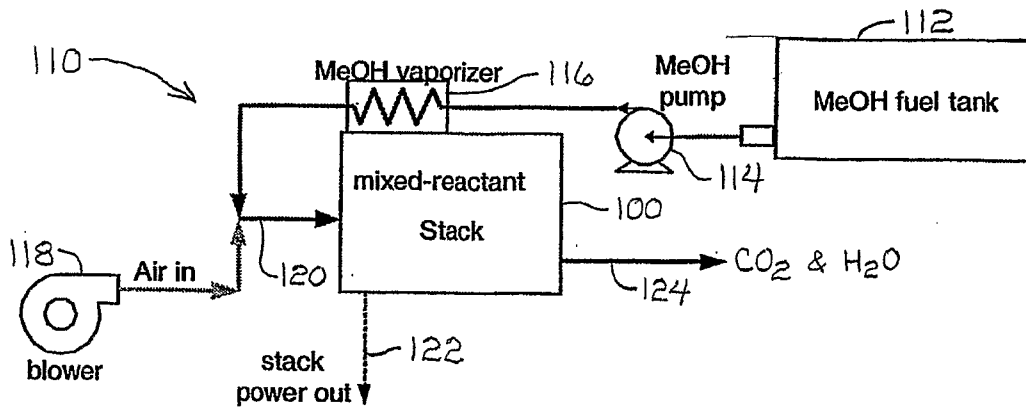 110
MeOH vaporizer
116
MeOH
pump
112
MeOH fuel tank
114
mixed-reactant
Stack
100
118
Air in
120
124
CO₂ & H₂O
blower
stack
power out
122